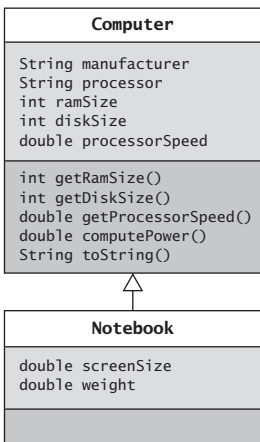 Computer
String manufacturer
String processor
int ramSize
int diskSize
double processorSpeed
int getRamSize()
int getDiskSize()
double getProcessorSpeed()
double computePower()
String toString()
Notebook
double screenSize
double weight